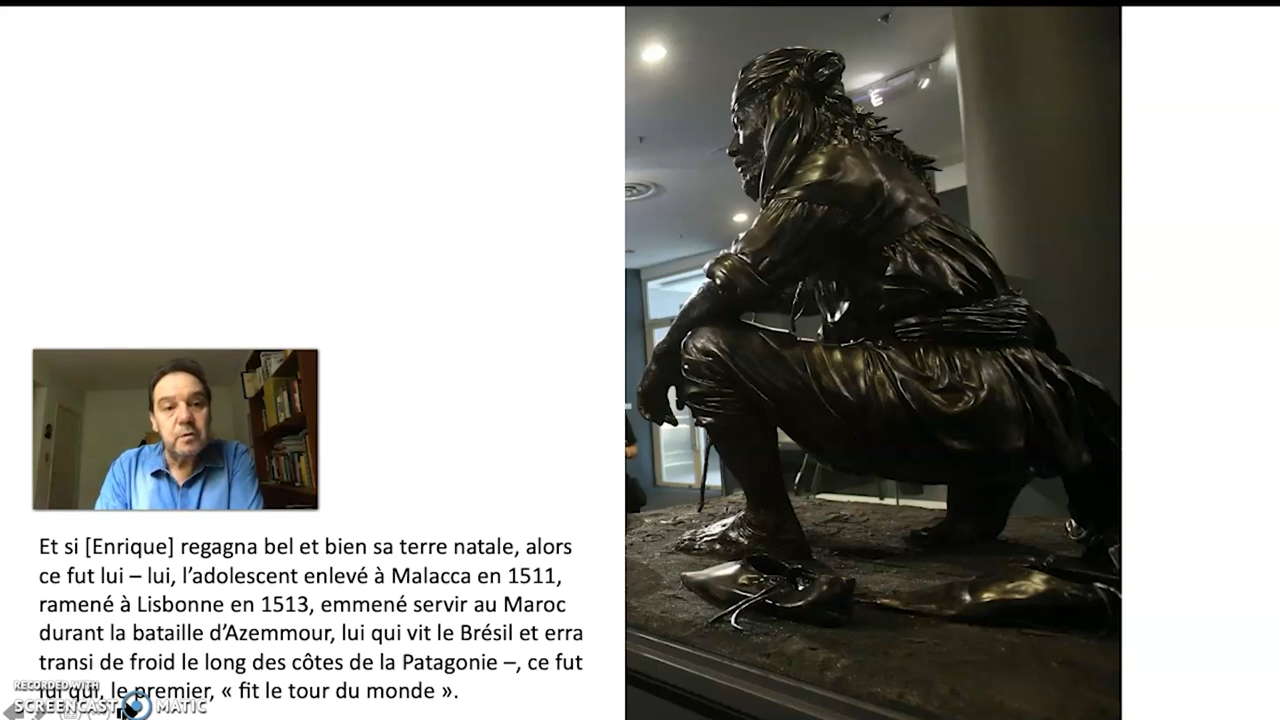 Et si [Enrique] regagna bel et bien sa terre natale, alors
ce fut lui – lui, l’adolescent enlevé à Malacca en 1511,
ramené à Lisbonne en 1513, emmené servir au Maroc
durant la bataille d’Azemmour, lui qui vit le Brésil et erra
transi de froid le long des côtes de la Patagonie –, ce fut
lui qui, le premier, « fit le tour du monde ».
RECORDED WITH
SCREENCAST MATIC